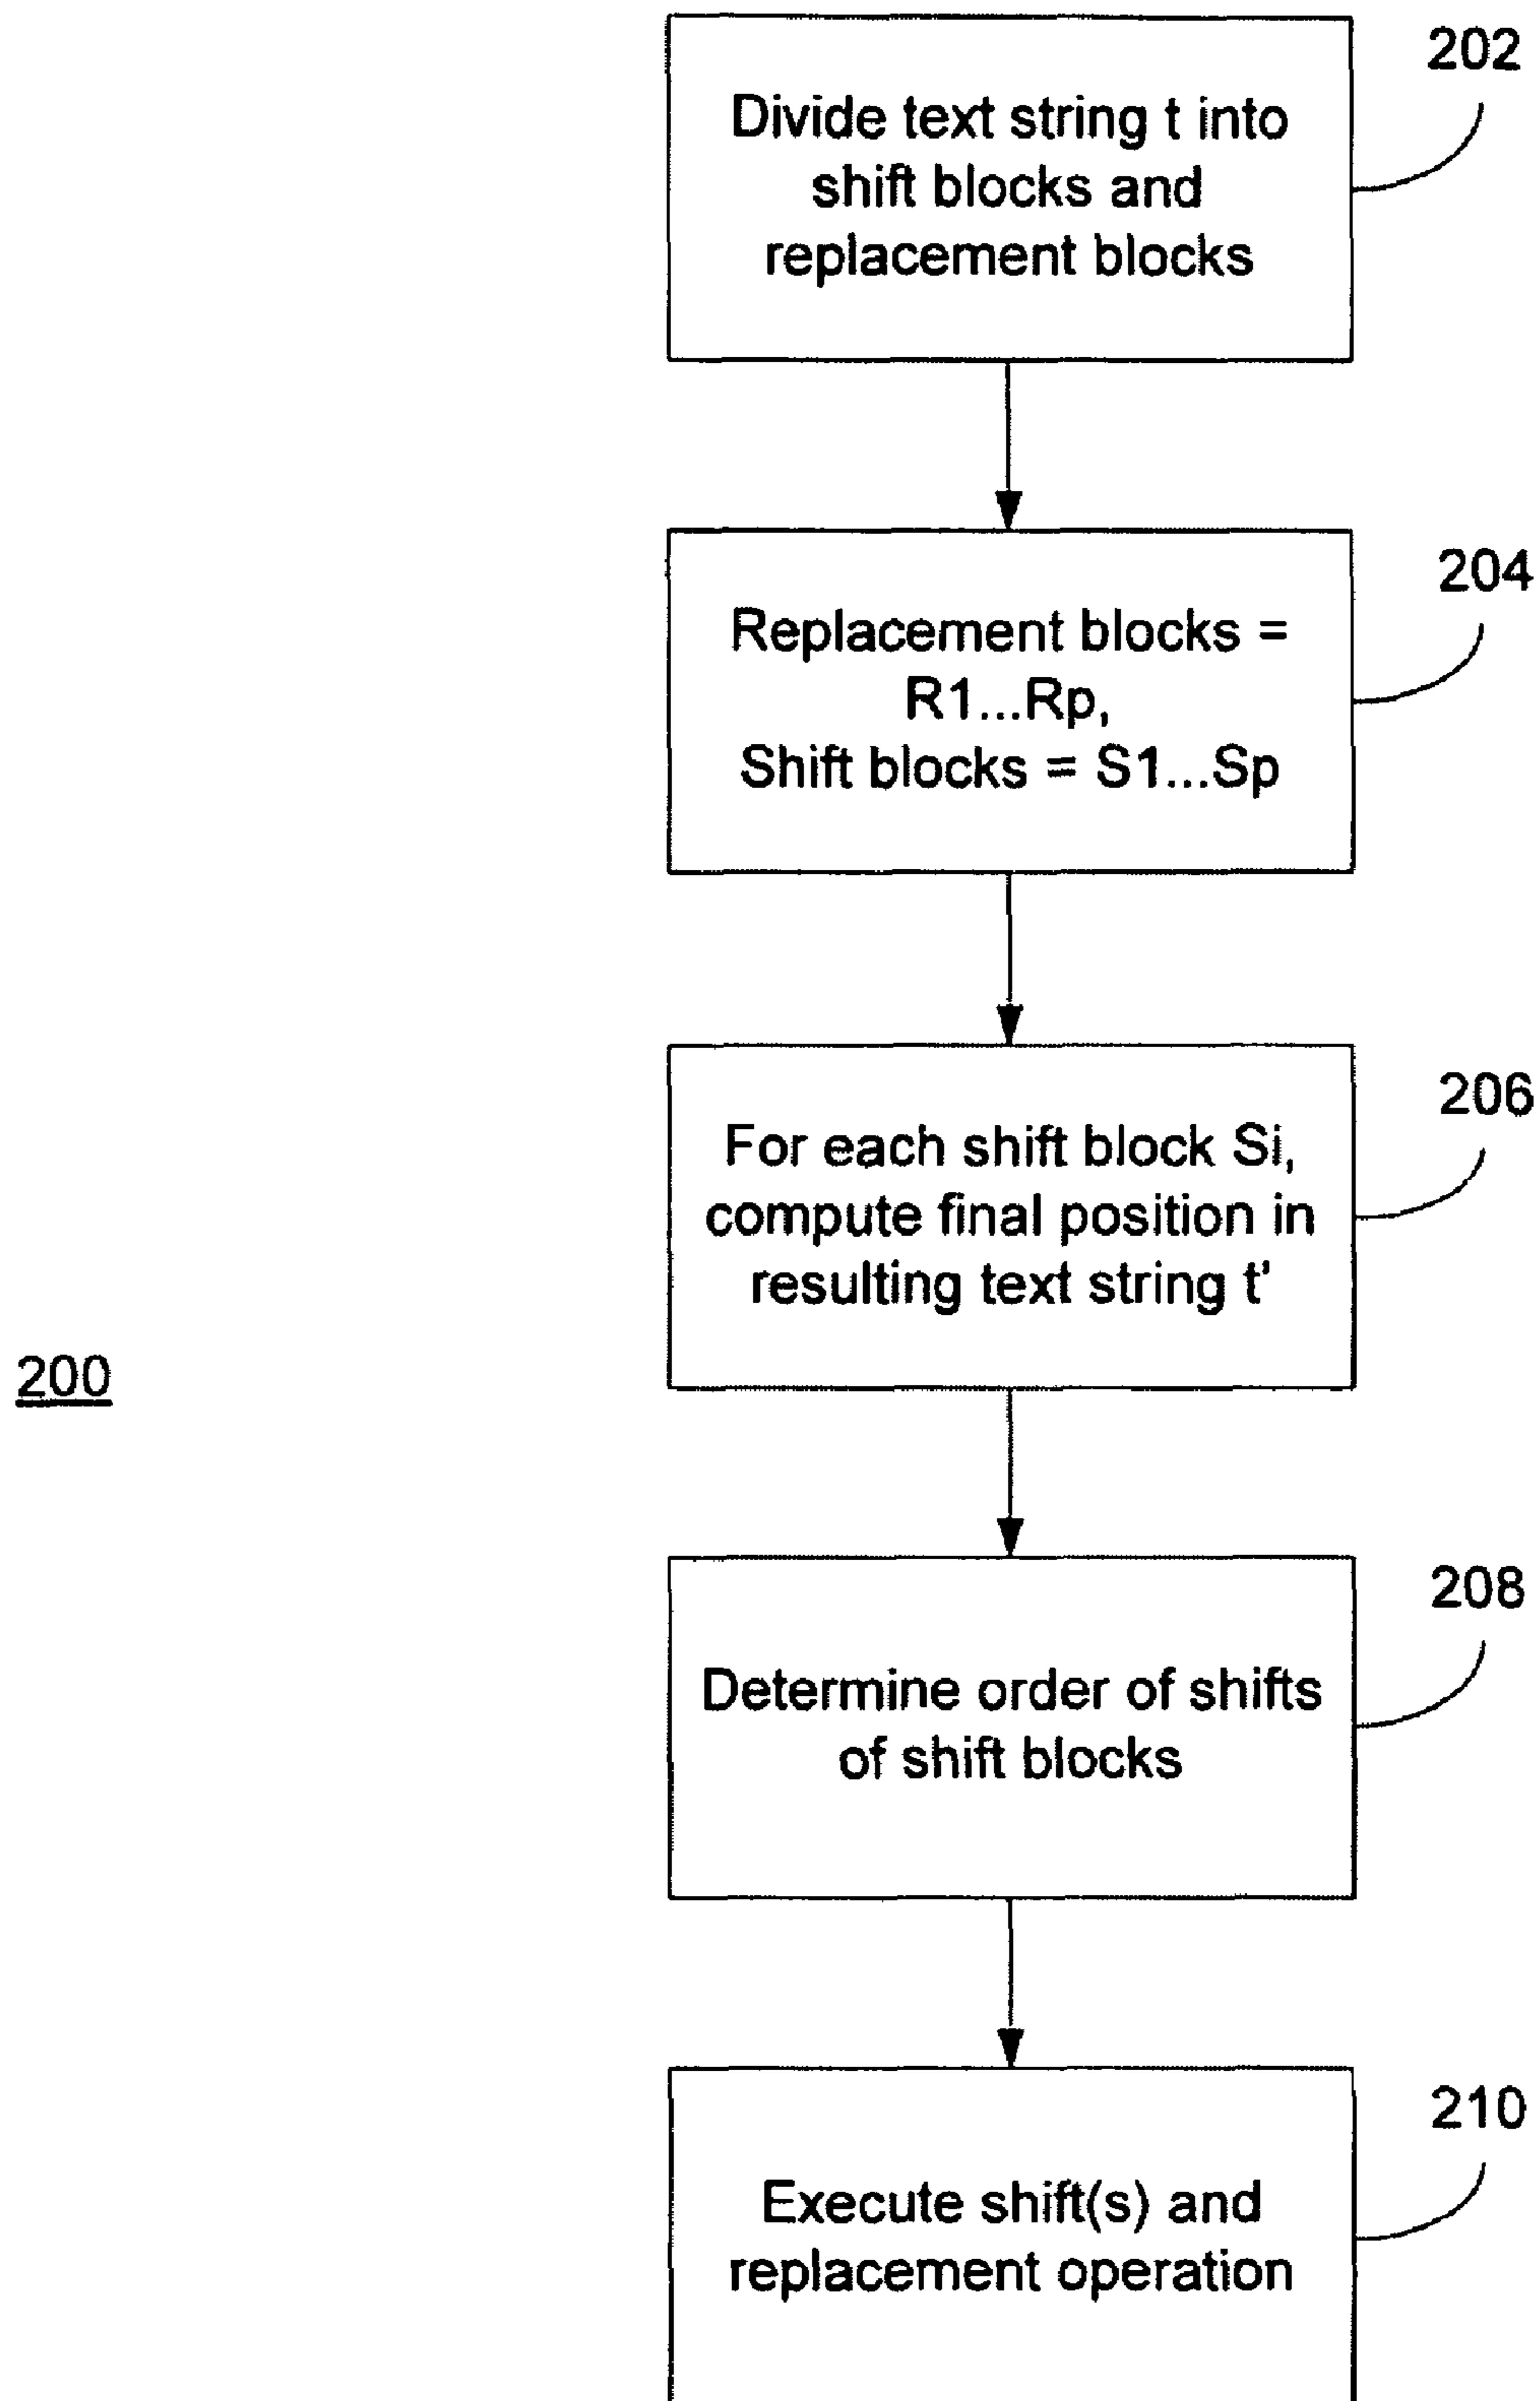 202
Divide text string t into
shift blocks and
replacement blocks
204
Replacement blocks =
R1...Rp,
Shift blocks = S1...Sp
206
For each shift block Si,
compute final position in
resulting text string t'
200
208
Determine order of shifts
of shift blocks
210
Execute shift(s) and
replacement operation